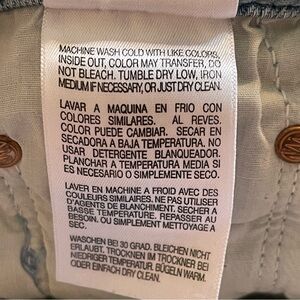 MACHINE WASH COLD WITH LIKE COLORS,
INSIDE OUT, COLOR MAY TRANSFER, DO
NOT BLEACH. TUMBLE DRY LOW, IRON
MEDIUM IF NECESSARY, OR JUST DRY CLEAN.
LAVAR A MAQUINA EN FRIO CON
COLORES SIMILARES. AL REVES.
COLOR PUEDE CAMBIAR. SECAR EN
SECADORA A BAJA TEMPERATURA. NO
USAR DETERGENTE BLANQUEADOR.
PLANCHAR A TEMPERATURA MEDIA SI
ES NECESARIO O SIMPLEMENTE SECO.
LAVER EN MACHINE A FROID AVEC DES
COULEURS SIMILAIRES. NE PAS UTILISER
D'AGENTS DE BLANCHIMENT. SECHER A
BASSE TEMPERATURE. REPASSER AU
BESOIN, OU SIMPLEMENT NETTOYAGE A
SEC.
WASCHEN BEI 30 GRAD. BLEICHEN NICHT
ERLAUBT. TROCKNEN IM TROCKNER BEI
NIEDRIGER TEMPERATUR. BÜGELN WARM
ODER EINFACH DRY CLEAN.